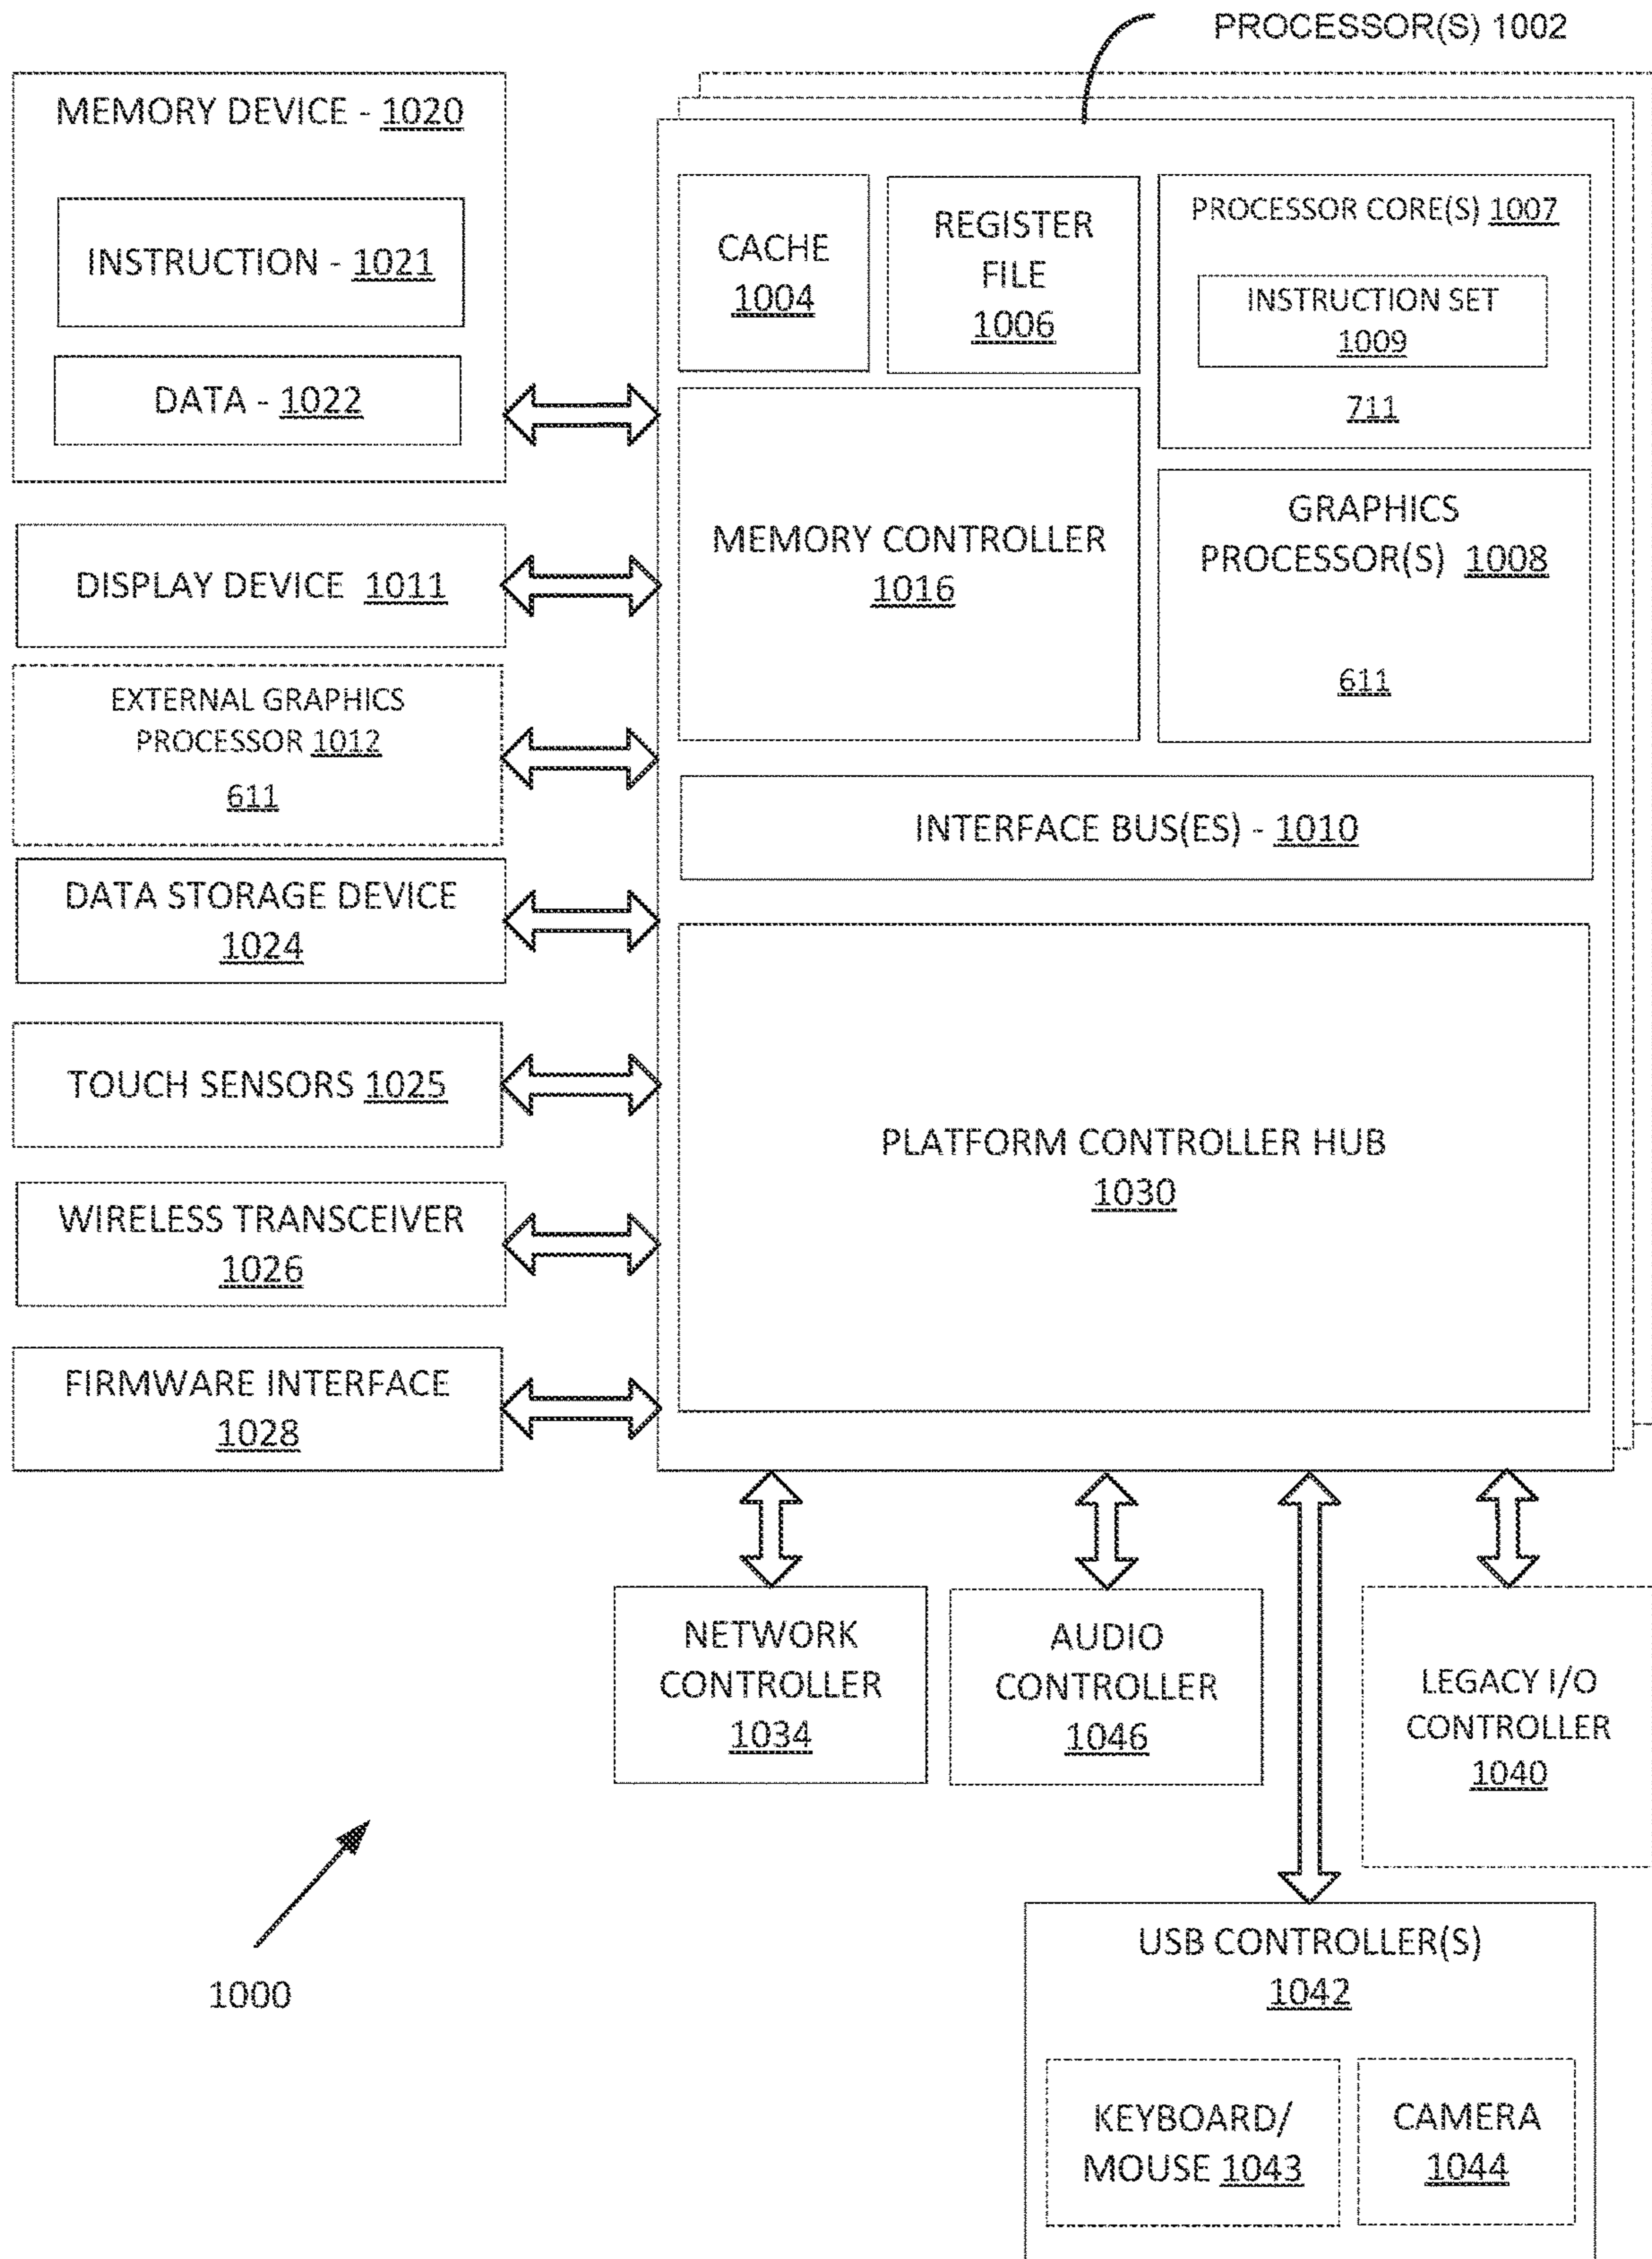 PROCESSOR(S) 1002
MEMORY DEVICE - 1020
INSTRUCTION - 1021
DATA - 1022
DISPLAY DEVICE 1011
EXTERNAL GRAPHICS
PROCESSOR 1012
611
DATA STORAGE DEVICE
1024
TOUCH SENSORS 1025
WIRELESS TRANSCEIVER
1026
FIRMWARE INTERFACE
1028
CACHE
1004
REGISTER
FILE
1006
PROCESSOR CORE(S) 1007
INSTRUCTION SET
1009
711
MEMORY CONTROLLER
1016
GRAPHICS
PROCESSOR(S) 1008
611
INTERFACE BUS(ES) - 1010
PLATFORM CONTROLLER HUB
1030
NETWORK
CONTROLLER
1034
AUDIO
CONTROLLER
1046
LEGACY I/O
CONTROLLER
1040
1000
USB CONTROLLER(S)
1042
KEYBOARD/
MOUSE 1043
CAMERA
1044